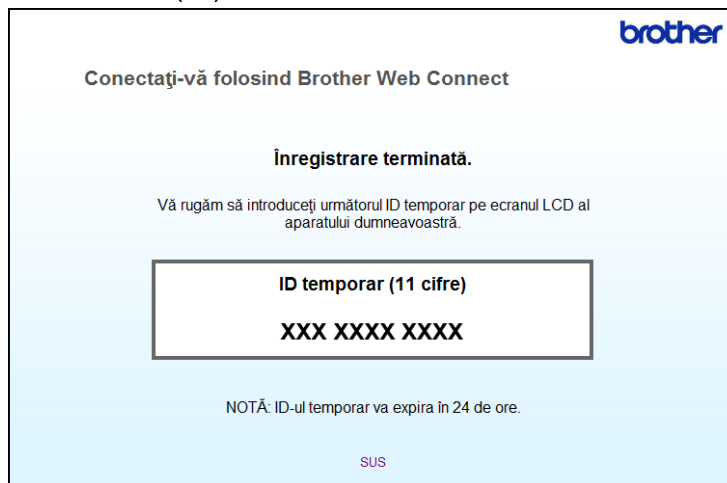 brother
Conectaţi-vă folosind Brother Web Connect
Înregistrare terminată.
Vă rugăm să introduceţi următorul ID temporar pe ecranul LCD al
aparatului dumneavoastră.
ID temporar (11 cifre)
XXX XXXX XXXX
NOTĂ: ID-ul temporar va expira în 24 de ore.
SUS